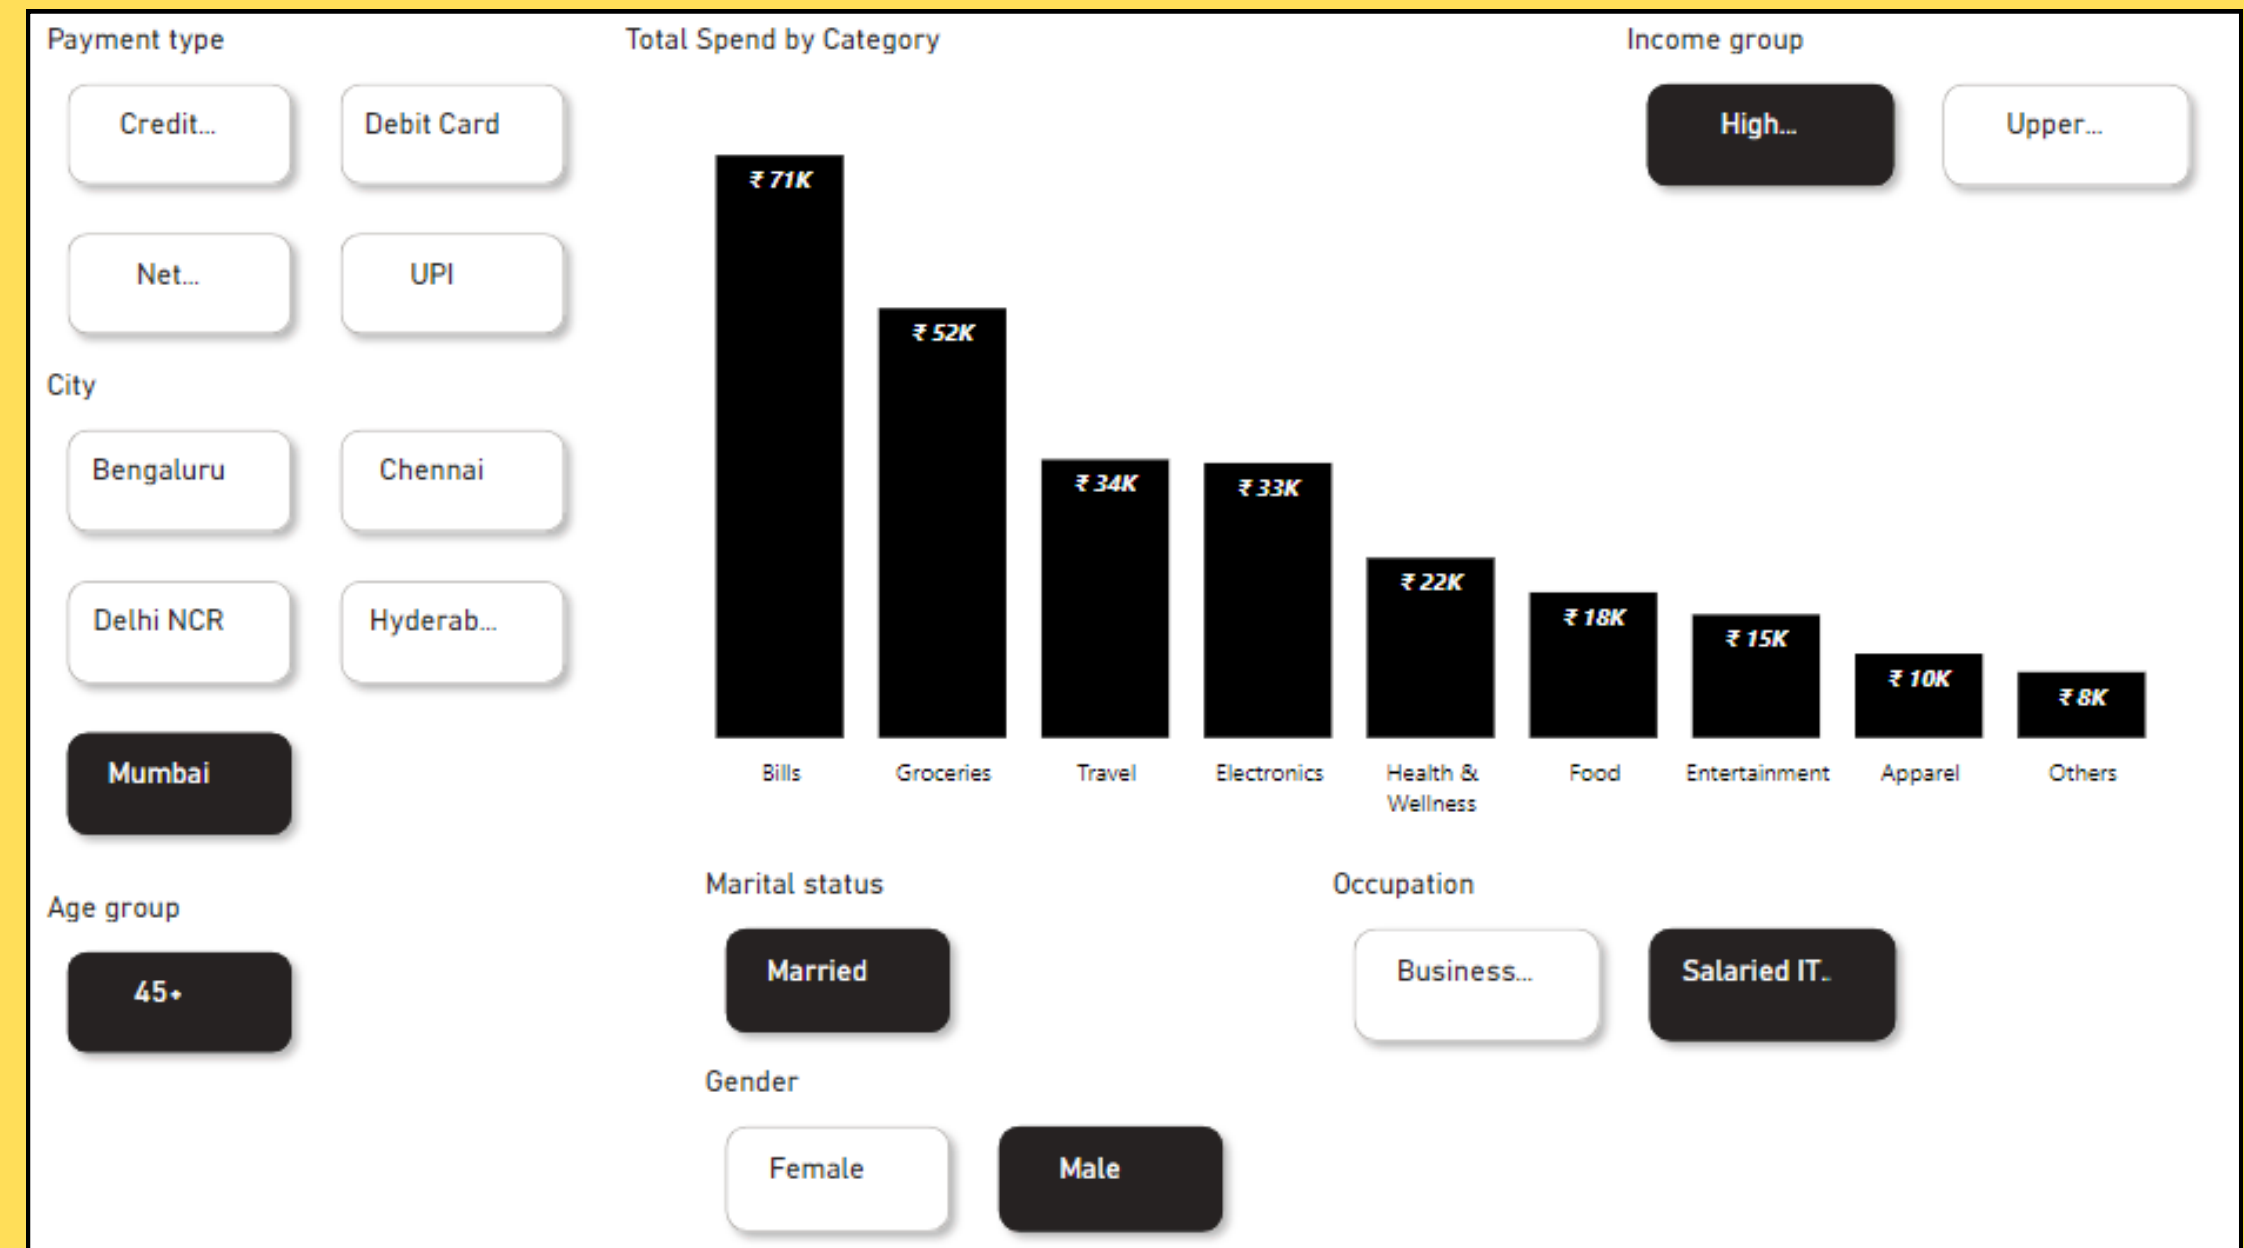 Payment type
Credit...
Debit Card
Net...
UPI
City
Bengaluru
Chennai
Delhi NCR
Hyderab...
Mumbai
Age group
45+
Total Spend by Category
₹ 71K
₹ 52K
₹ 34K
₹ 33K
₹ 22K
₹ 18K
₹ 15K
₹ 10K
₹ 8K
Bills
Groceries
Travel
Electronics
Health &
Wellness
Food
Entertainment
Apparel
Others
Income group
High...
Upper...
Marital status
Married
Occupation
Business...
Salaried IT...
Gender
Female
Male